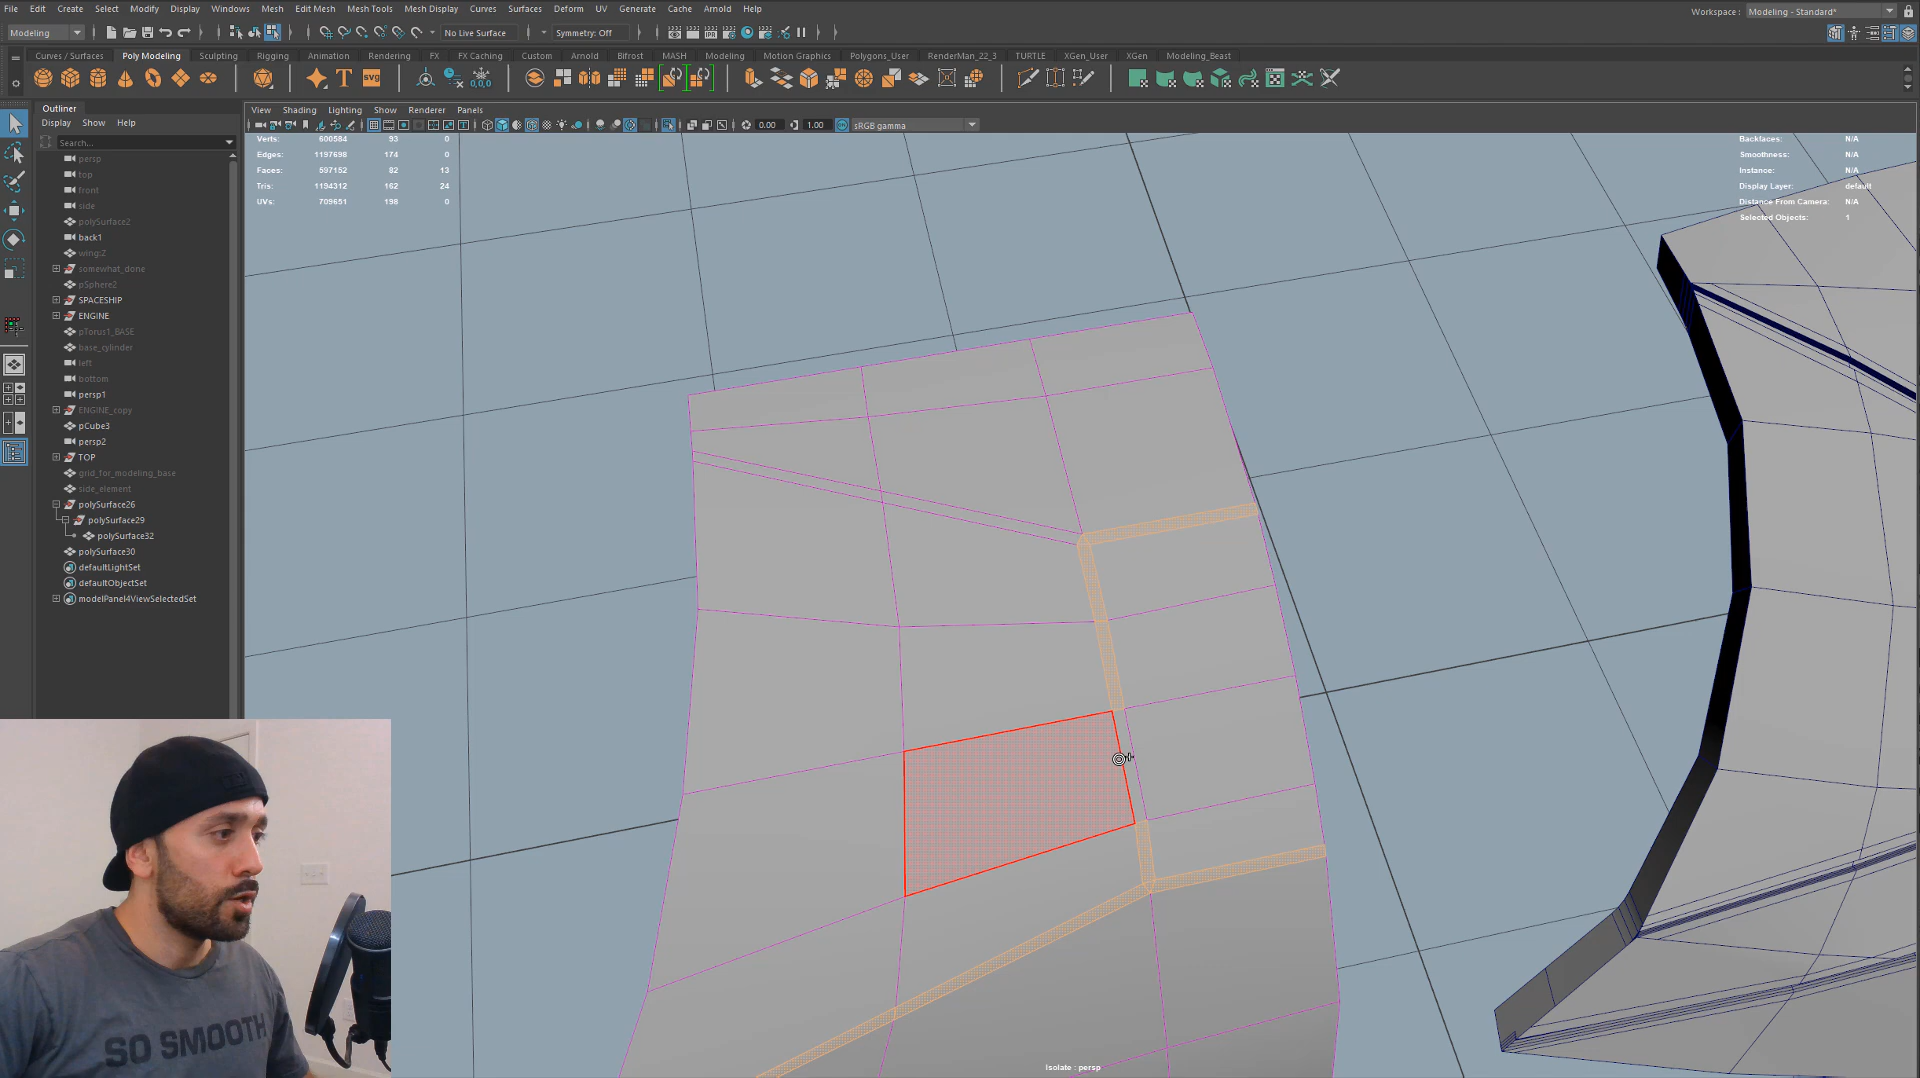 File Edit Create Select Modify Display Windows Mesh Edit Mesh Mesh Tools Mesh Display Curves Surfaces Deform UV Generate Cache Arnold Help
Workspace : Modeling - Standard*
Modeling
No Live Surface
Symmetry: Off
Curves / Surfaces Poly Modeling Sculpting Rigging Animation Rendering FX FX Caching Custom Arnold Bifrost MASH Modeling Motion Graphics Polygons_User RenderMan_22_3 TURTLE XGen_User XGen Modeling_Beast
T SVG 0,0,0
Outliner
Display Show Help
Search...
persp
top
front
side
polySurface2
back1
wing:Z
somewhat_done
pSphere2
SPACESHIP
ENGINE
pTorus1_BASE
base_cylinder
left
bottom
persp1
ENGINE_copy
pCube3
persp2
TOP
grid_for_modeling_base
side_element
polySurface26
polySurface29
polySurface32
polySurface30
defaultLightSet
defaultObjectSet
modelPanel4ViewSelectedSet
View Shading Lighting Show Renderer Panels
0.00 1.00 sRGB gamma
Verts: 600584 93 0
Edges: 1197698 174 0
Faces: 597152 82 13
Tris: 1194312 162 24
UVs: 709651 198 0
Backfaces: N/A
Smoothness: N/A
Instance: N/A
Display Layer: default
Distance From Camera: N/A
Selected Objects: 1
Isolate : persp
SO SMOOTH